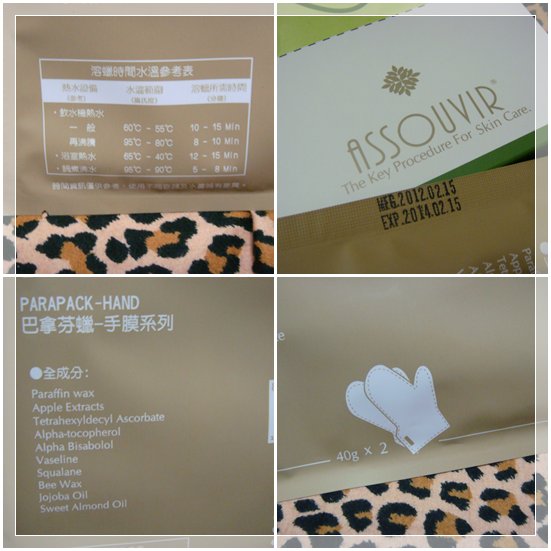 溶蠟時間水溫參考表
熱水設備 水溫範圍 溶蠟所需時間
(參考) (攝氏度) (分鐘)
•飲水機熱水
一 般 60℃ ~ 55℃ 10 - 15 Min
再沸騰 95℃ ~ 80℃ 8 - 10 Min
•浴室熱水 65℃ ~ 40℃ 12 - 15 Min
•鍋煮沸水 95℃ ~ 90℃ 5 - 8 Min
ASSOUVIR®
The Key Procedure For Skin Care.
MFG.2012.02.15
EXP.2014.02.15
PARAPACK-HAND
巴拿芬蠟-手膜系列
●全成分:
Paraffin wax
Apple Extracts
Tetrahexyldecyl Ascorbate
Alpha-tocopherol
Alpha Bisabolol
Vaseline
Squalane
Bee Wax
Jojoba Oil
Sweet Almond Oil
40g × 2